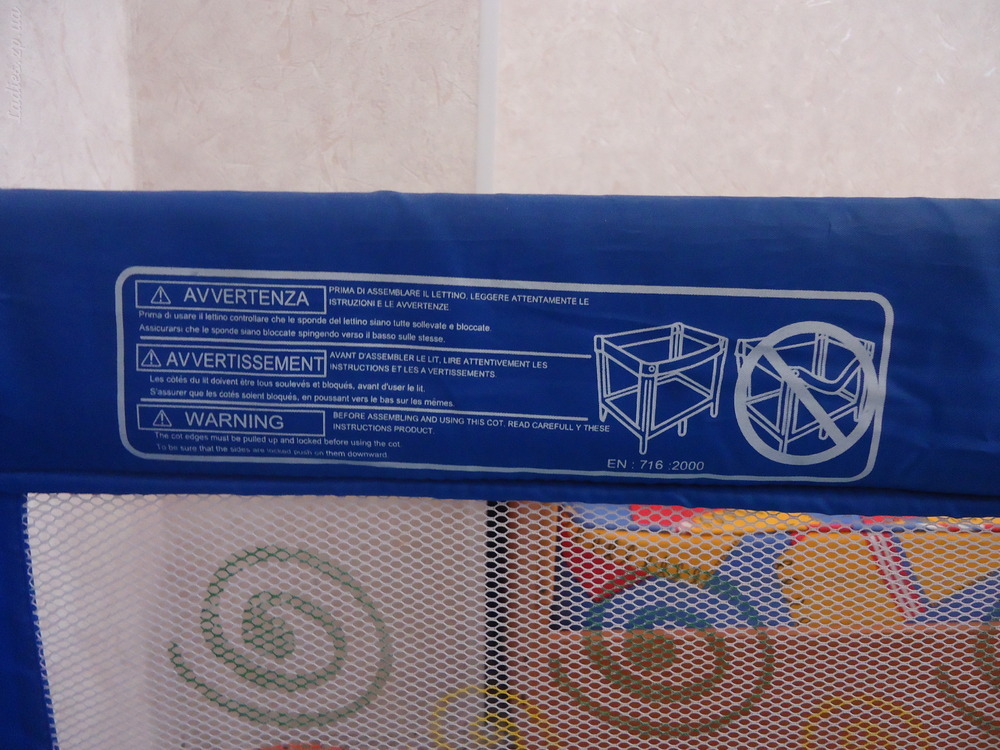 Ladies.zp.ua
AVVERTENZA
PRIMA DI ASSEMBLARE IL LETTINO, LEGGERE ATTENTAMENTE LE
ISTRUZIONI E LE AVVERTENZE.
Prima di usare il lettino controllare che le sponde del lettino siano tutte sollevate e bloccate.
Assicurarsi che le sponde siano bloccate spingendo verso il basso sulle stesse.
AVVERTISSEMENT
AVANT D'ASSEMBLER LE LIT, LIRE ATTENTIVEMENT LES
INSTRUCTIONS ET LES A VERTISSEMENTS.
Les côtés du lit doivent être tous soulevés et bloqués, avant d'user le lit.
S'assurer que les cotés soient bloqués, en poussant vers le bas sur les mêmes.
WARNING
BEFORE ASSEMBLING AND USING THIS COT. READ CAREFULL Y THESE
INSTRUCTIONS PRODUCT.
The cot edges must be pulled up and locked before using the cot.
To be sure that the sides are locked push on them downward.
EN : 716 :2000